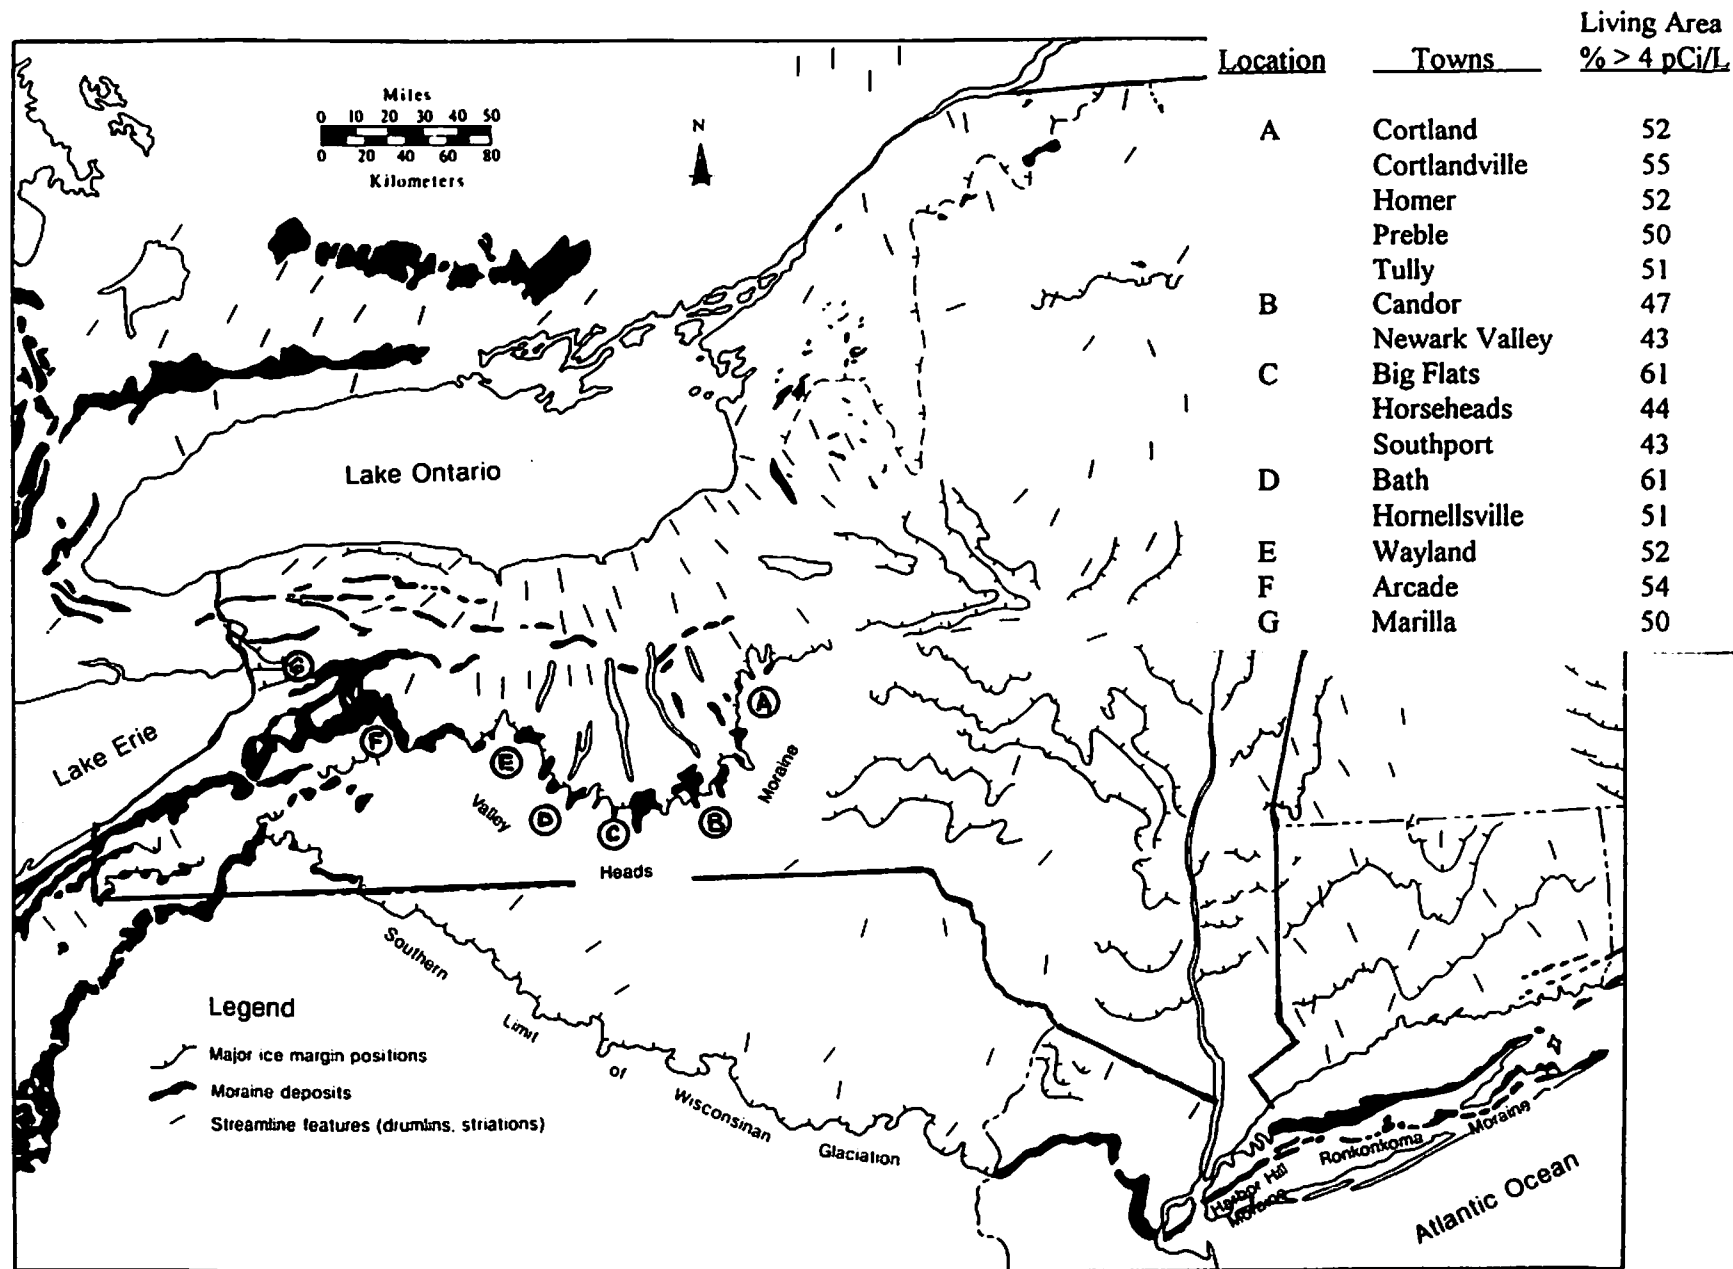 Living Area
Location Towns % > 4 pCi/L
A Cortland 52
Cortlandville 55
Homer 52
Preble 50
Tully 51
B Candor 47
Newark Valley 43
C Big Flats 61
Horseheads 44
Southport 43
D Bath 61
Hornellsville 51
E Wayland 52
F Arcade 54
G Marilla 50
Miles
0 10 20 30 40 50
0 20 40 60 80
Kilometers
N
Lake Ontario
Lake Erie
G
F
E
D
C
B
A
Valley
Heads
Moraine
Southern
Limit
of
Wisconsinan
Glaciation
Legend
Major ice margin positions
Moraine deposits
Streamline features (drumlins, striations)
Harbor Hill
Moraine
Ronkonkoma
Moraine
Atlantic Ocean